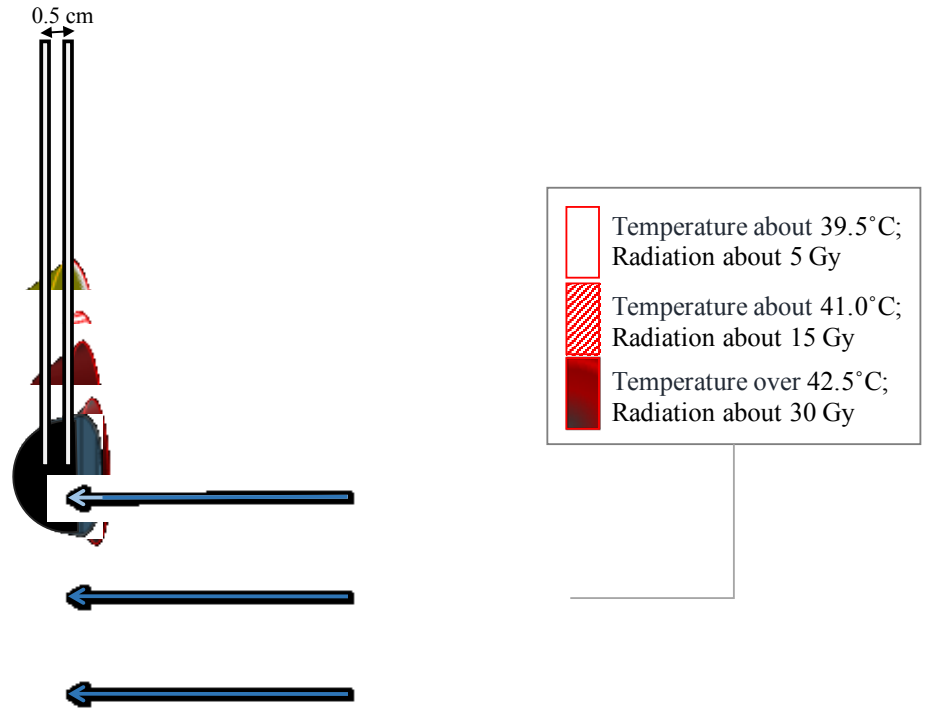 0.5 cm
Temperature about 39.5˚C;
Radiation about 5 Gy
Temperature about 41.0˚C;
Radiation about 15 Gy
Temperature over 42.5˚C;
Radiation about 30 Gy